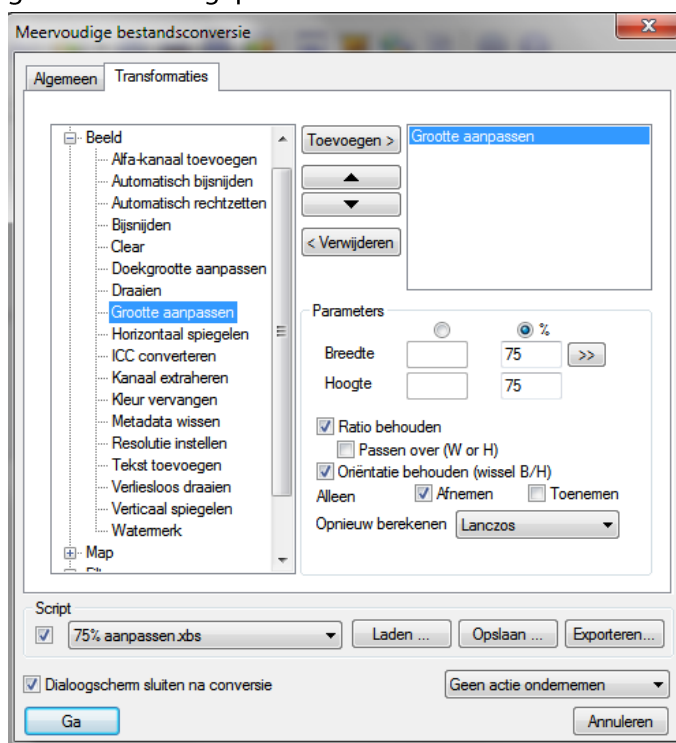 Meervoudige bestandsconversie
Algemeen
Transformaties
Beeld
Alfa-kanaal toevoegen
Automatisch bijsnijden
Automatisch rechtzetten
Bijsnijden
Clear
Doekgrootte aanpassen
Draaien
Grootte aanpassen
Horizontaal spiegelen
ICC converteren
Kanaal extraheren
Kleur vervangen
Metadata wissen
Resolutie instellen
Tekst toevoegen
Verliesloos draaien
Verticaal spiegelen
Watermerk
Map
Toevoegen >
< Verwijderen
Grootte aanpassen
Parameters
%
Breedte 75 >>
Hoogte 75
Ratio behouden
Passen over (W or H)
Oriëntatie behouden (wissel B/H)
Alleen Afnemen Toenemen
Opnieuw berekenen Lanczos
Script
75% aanpassen.xbs Laden ... Opslaan ... Exporteren...
Dialoogscherm sluiten na conversie Geen actie ondernemen
Ga Annuleren